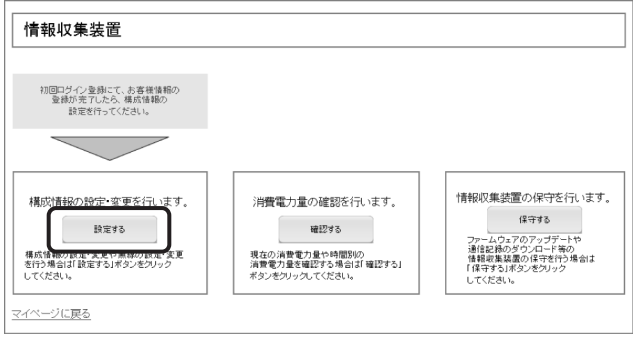 情報収集装置
初回ログイン登録にて、お客様情報の
登録が完了したら、構成情報の
設定を行ってください。
構成情報の設定・変更を行います。
設定する
構成情報の設定・変更や無線の設定・変更
を行う場合は「設定する」ボタンをクリック
してください。
消費電力量の確認を行います。
確認する
現在の消費電力量や時間別の
消費電力量を確認する場合は「確認する」
ボタンをクリックしてください。
情報収集装置の保守を行います。
保守する
ファームウェアのアップデートや
通信記録のダウンロード等の
情報収集装置の保守を行う場合は
「保守する」ボタンをクリック
してください。
マイページに戻る